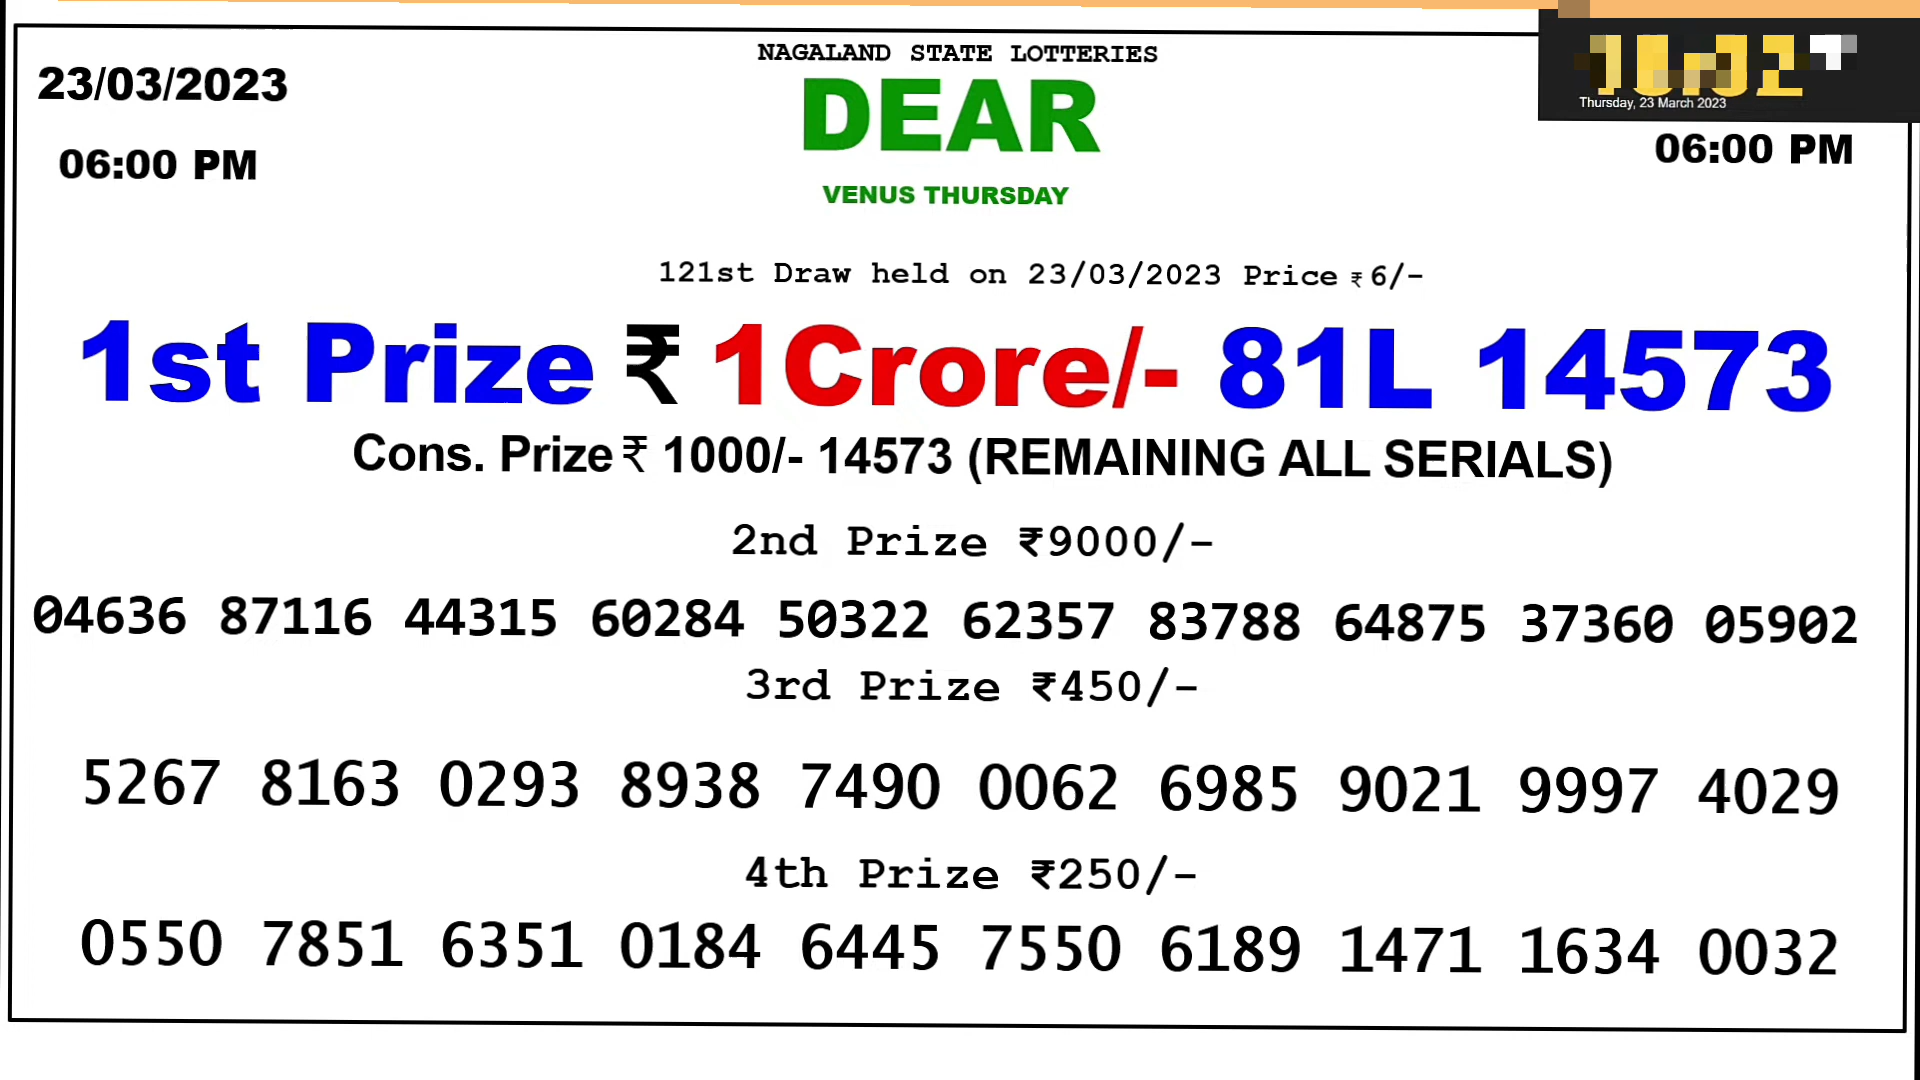 NAGALAND STATE LOTTERIES
23/03/2023
DEAR
Thursday, 23 March 2023
06:00 PM
06:00 PM
VENUS THURSDAY
121st Draw held on 23/03/2023 Price ₹ 6/-
1st Prize ₹ 1Crore/- 81L 14573
Cons. Prize ₹ 1000/- 14573 (REMAINING ALL SERIALS)
2nd Prize ₹9000/-
04636 87116 44315 60284 50322 62357 83788 64875 37360 05902
3rd Prize ₹450/-
5267 8163 0293 8938 7490 0062 6985 9021 9997 4029
4th Prize ₹250/-
0550 7851 6351 0184 6445 7550 6189 1471 1634 0032